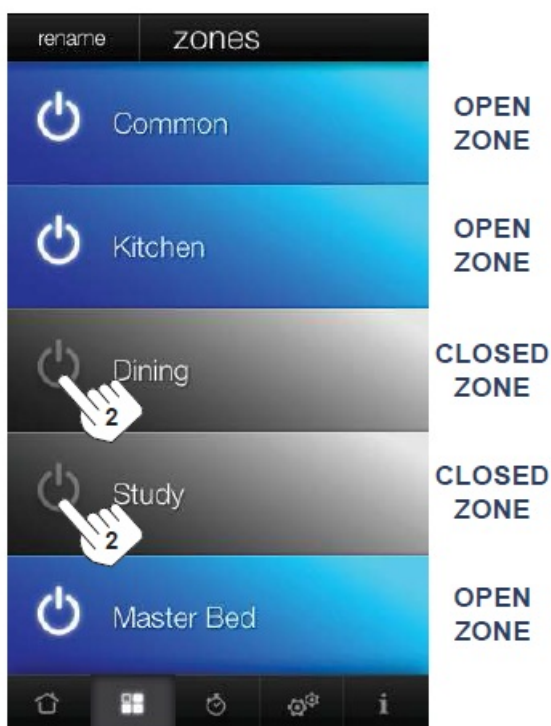 rename zones
Common
OPEN
ZONE
Kitchen
OPEN
ZONE
Dining
2
CLOSED
ZONE
Study
2
CLOSED
ZONE
Master Bed
OPEN
ZONE
i